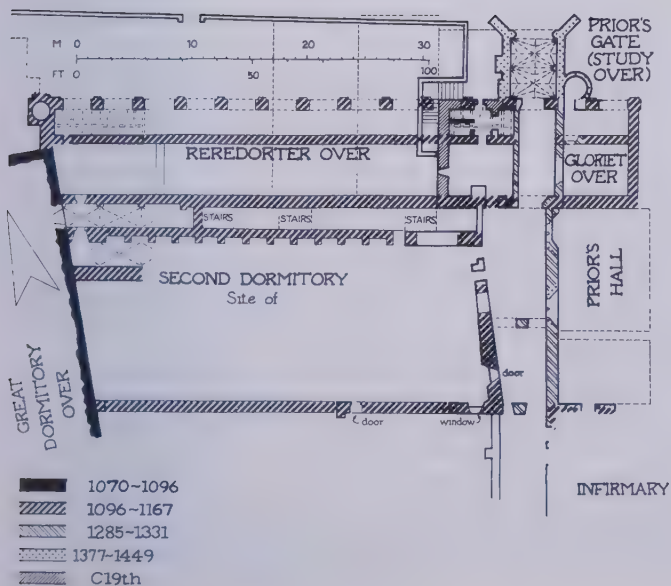 PRIOR'S
GATE
(STUDY
OVER)
M 0 10 20 30
FT 0 50 100
REREDORTER OVER
GLORIET
OVER
STAIRS STAIRS STAIRS
SECOND DORMITORY
Site of
PRIOR'S
HALL
GREAT
DORMITORY
OVER
door
door window
INFIRMARY
1070~1096
1096~1167
1285~1331
1377~1449
C19th